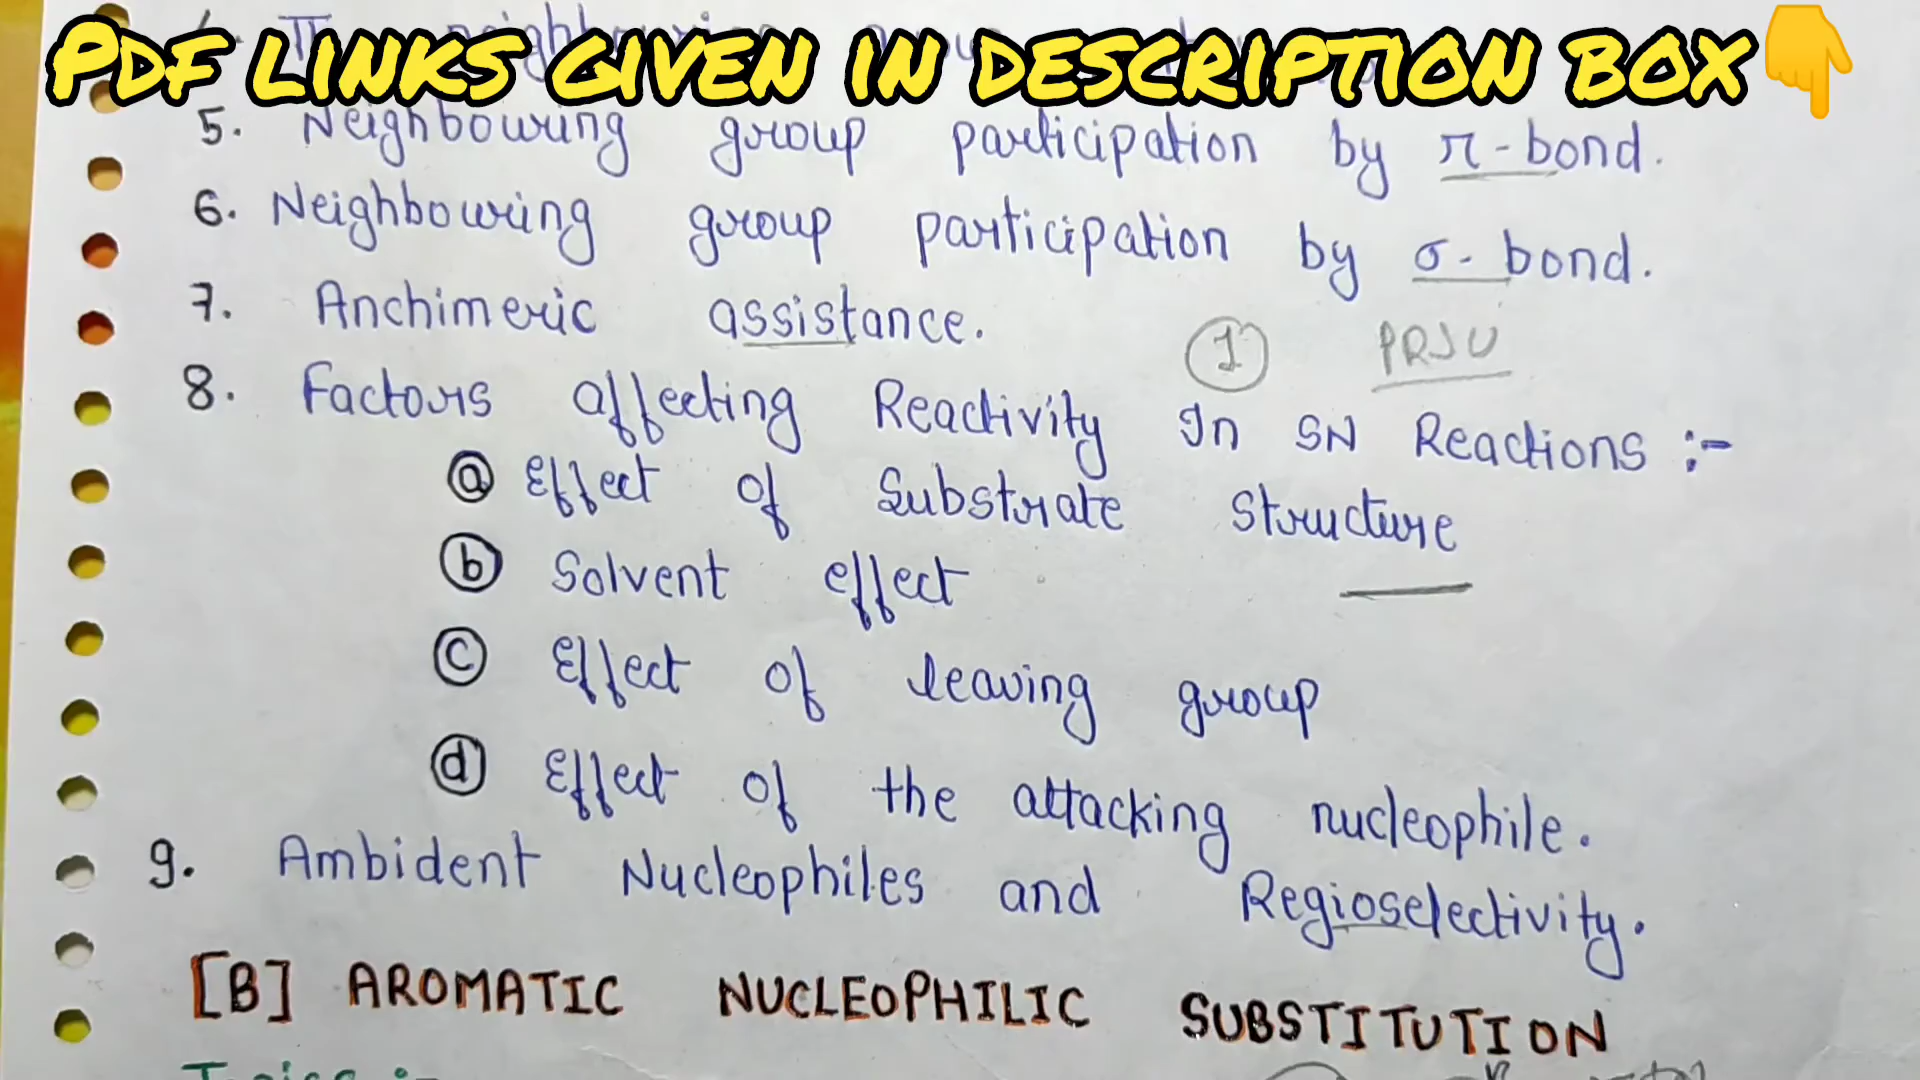 PDF LINKS GIVEN IN DESCRIPTION BOX👇
5. Neighbouring group participation by π-bond.
6. Neighbouring group participation by σ-bond.
7. Anchimeric assistance.
① PRSU
8. Factors affecting Reactivity In SN Reactions :-
ⓐ Effect of Substrate Structure
ⓑ Solvent effect
ⓒ Effect of leaving group
ⓓ Effect of the attacking nucleophile.
9. Ambident Nucleophiles and Regioselectivity.
[B] AROMATIC NUCLEOPHILIC SUBSTITUTION